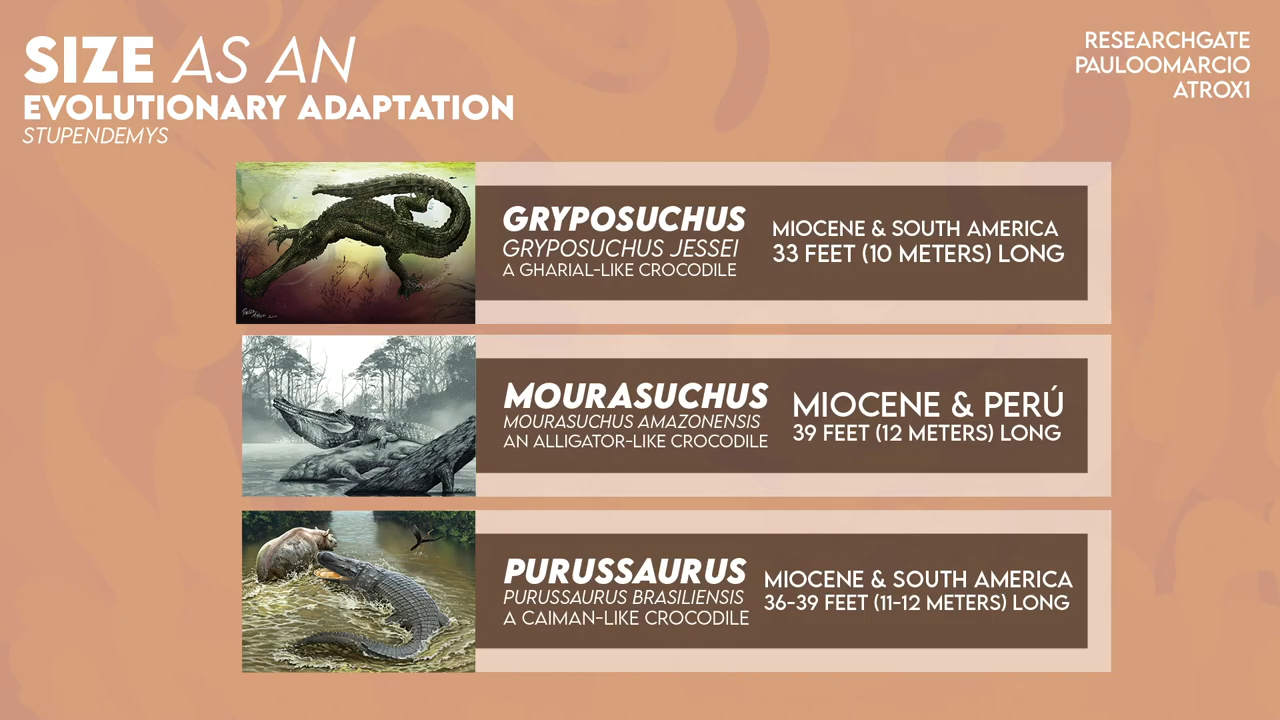 SIZE AS AN
EVOLUTIONARY ADAPTATION
STUPENDEMYS
RESEARCHGATE
PAULOOMARCIO
ATROX1
GRYPOSUCHUS
GRYPOSUCHUS JESSEI
A GHARIAL-LIKE CROCODILE
MIOCENE & SOUTH AMERICA
33 FEET (10 METERS) LONG
MOURASUCHUS
MOURASUCHUS AMAZONENSIS
AN ALLIGATOR-LIKE CROCODILE
MIOCENE & PERÚ
39 FEET (12 METERS) LONG
PURUSSAURUS
PURUSSAURUS BRASILIENSIS
A CAIMAN-LIKE CROCODILE
MIOCENE & SOUTH AMERICA
36-39 FEET (11-12 METERS) LONG